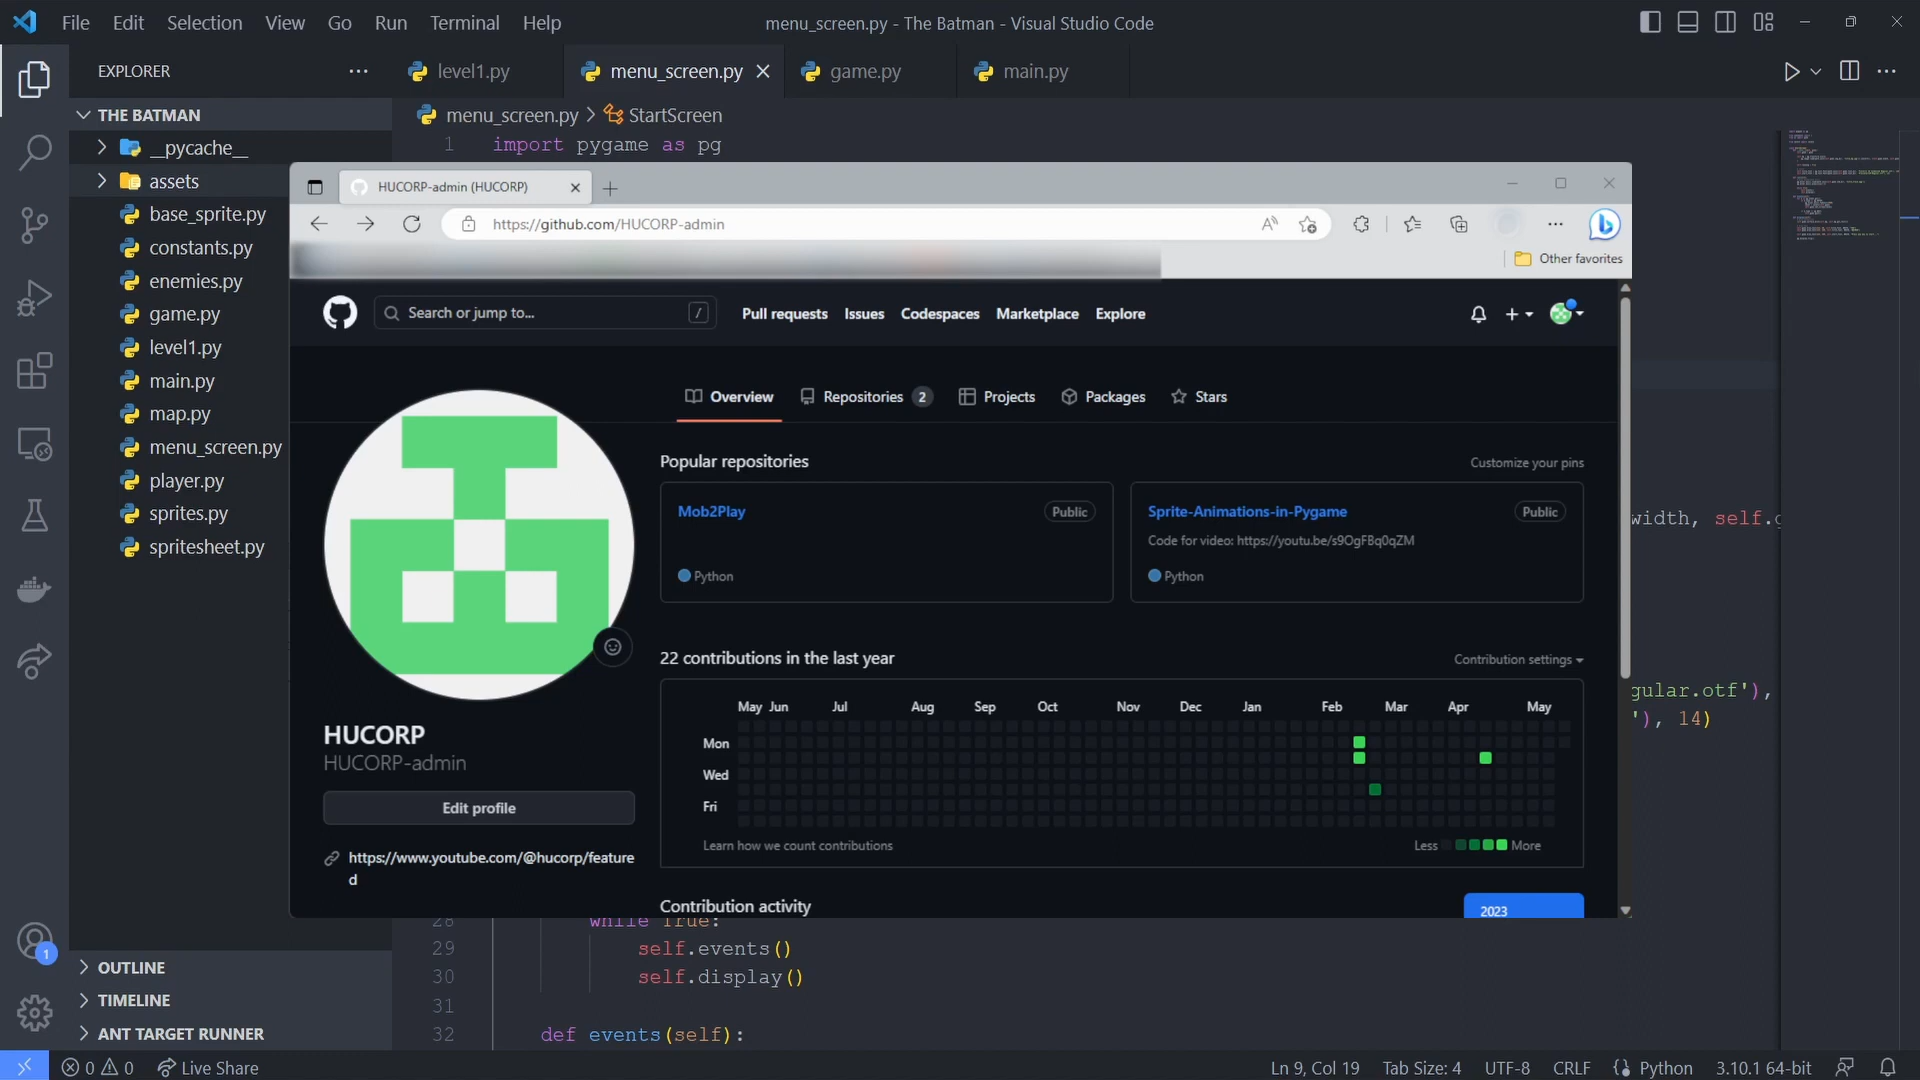 File Edit Selection View Go Run Terminal Help
menu_screen.py - The Batman - Visual Studio Code
EXPLORER
level1.py
menu_screen.py
game.py
main.py
THE BATMAN
menu_screen.py > StartScreen
__pycache__
assets
base_sprite.py
constants.py
enemies.py
game.py
level1.py
main.py
map.py
menu_screen.py
player.py
sprites.py
spritesheet.py
OUTLINE
TIMELINE
ANT TARGET RUNNER
1 import pygame as pg
HUCORP-admin (HUCORP)
https://github.com/HUCORP-admin
Other favorites
Search or jump to... /
Pull requests Issues Codespaces Marketplace Explore
Overview Repositories 2 Projects Packages Stars
Popular repositories
Customize your pins
Mob2Play Public
Python
Sprite-Animations-in-Pygame Public
Code for video: https://youtu.be/s9OgFBq0qZM
Python
22 contributions in the last year
Contribution settings
May Jun Jul Aug Sep Oct Nov Dec Jan Feb Mar Apr May
Mon
Wed
Fri
Learn how we count contributions
Less More
HUCORP
HUCORP-admin
Edit profile
https://www.youtube.com/@hucorp/feature
d
Contribution activity
2023
width, self.
gular.otf'),
'), 14)
28 while True:
29 self.events()
30 self.display()
31
32 def events(self):
1
0 0 Live Share
Ln 9, Col 19 Tab Size: 4 UTF-8 CRLF Python 3.10.1 64-bit